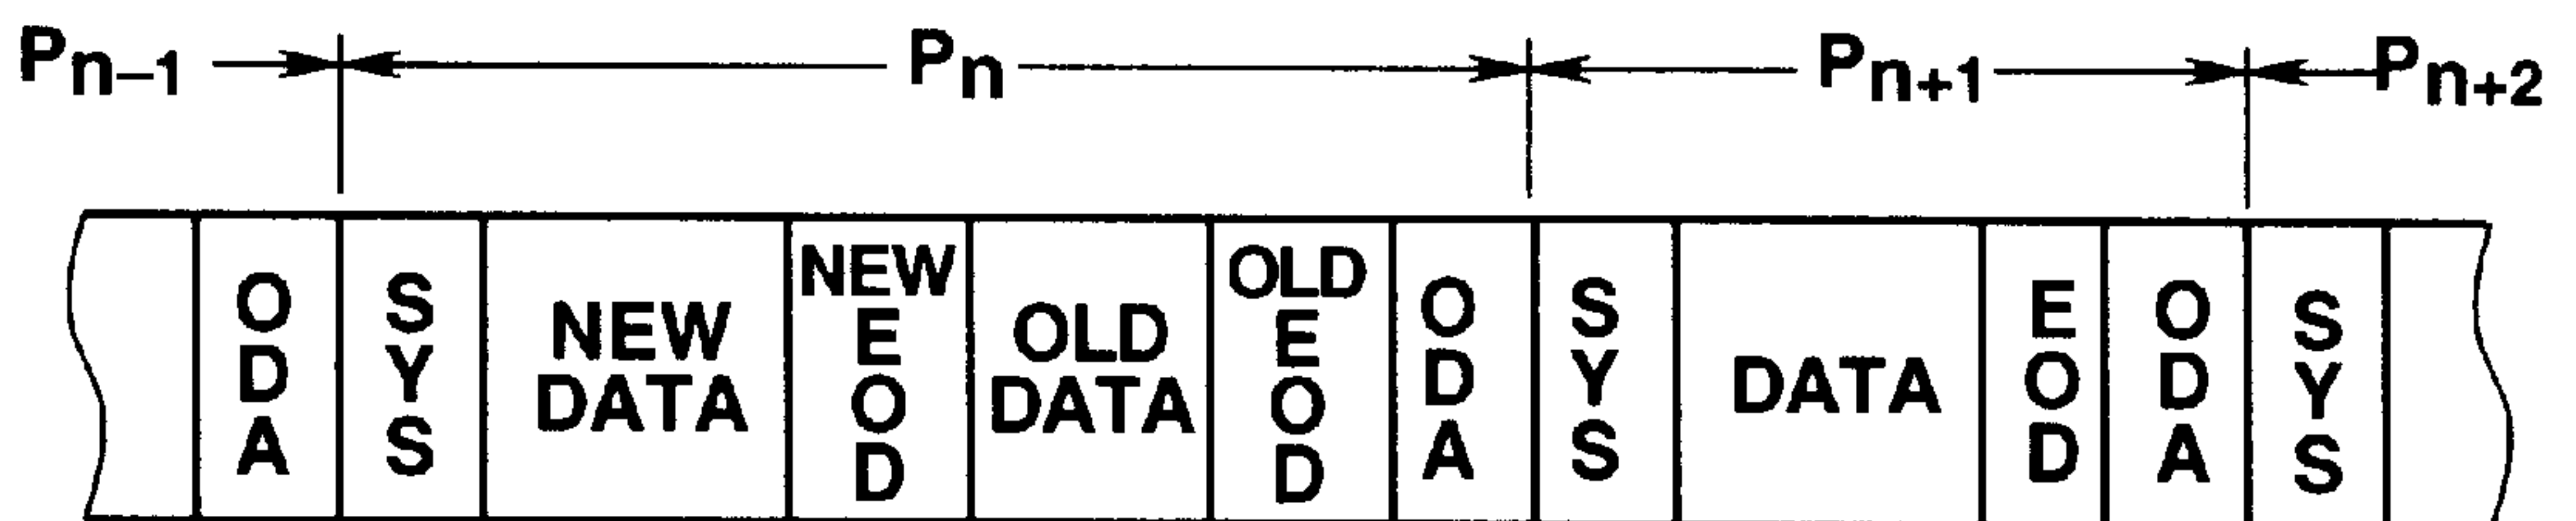 Pn–1 Pn Pn+1 Pn+2
ODA
SYS
NEW
DATA
NEW
EOD
OLD
DATA
OLD
EOD
ODA
SYS
DATA
EOD
ODA
SYS